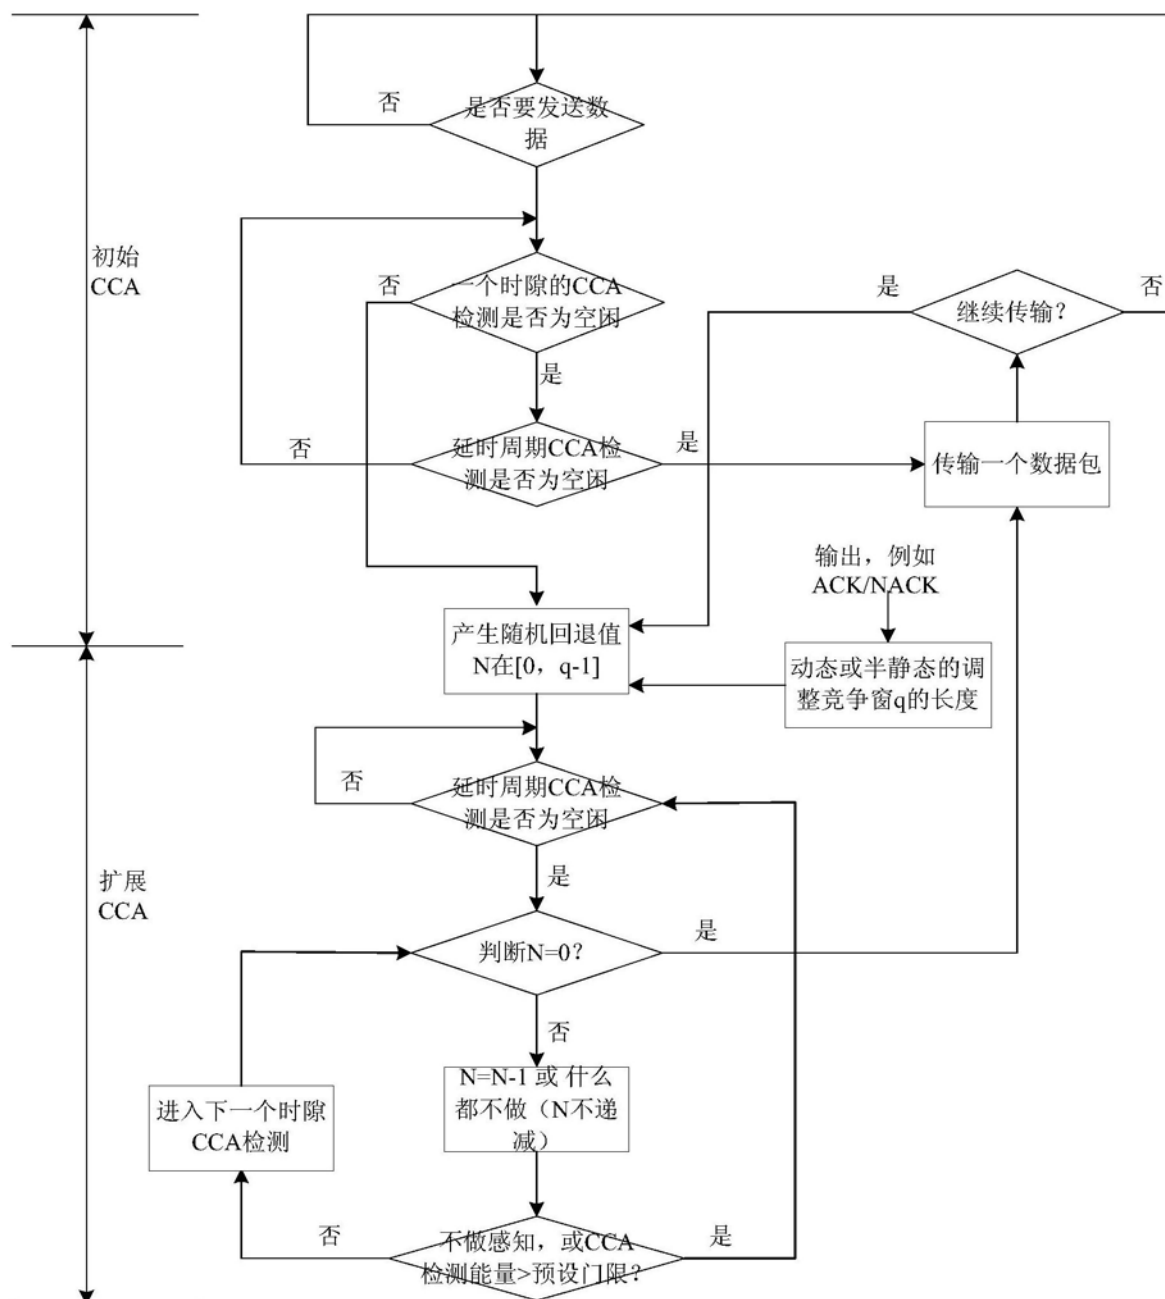 否
是否要发送数
据
初始
CCA
否
一个时隙的CCA
检测是否为空闲
是
否
继续传输？
是
否
延时周期CCA检
测是否为空闲
是
传输一个数据包
输出，例如
ACK/NACK
产生随机回退值
N在[0，q-1]
动态或半静态的调
整竞争窗q的长度
否
延时周期CCA检
测是否为空闲
扩展
CCA
是
判断N=0？
是
否
N=N-1 或 什么
都不做（N不递
减）
进入下一个时隙
CCA检测
否
不做感知，或CCA
检测能量>预设门限？
是